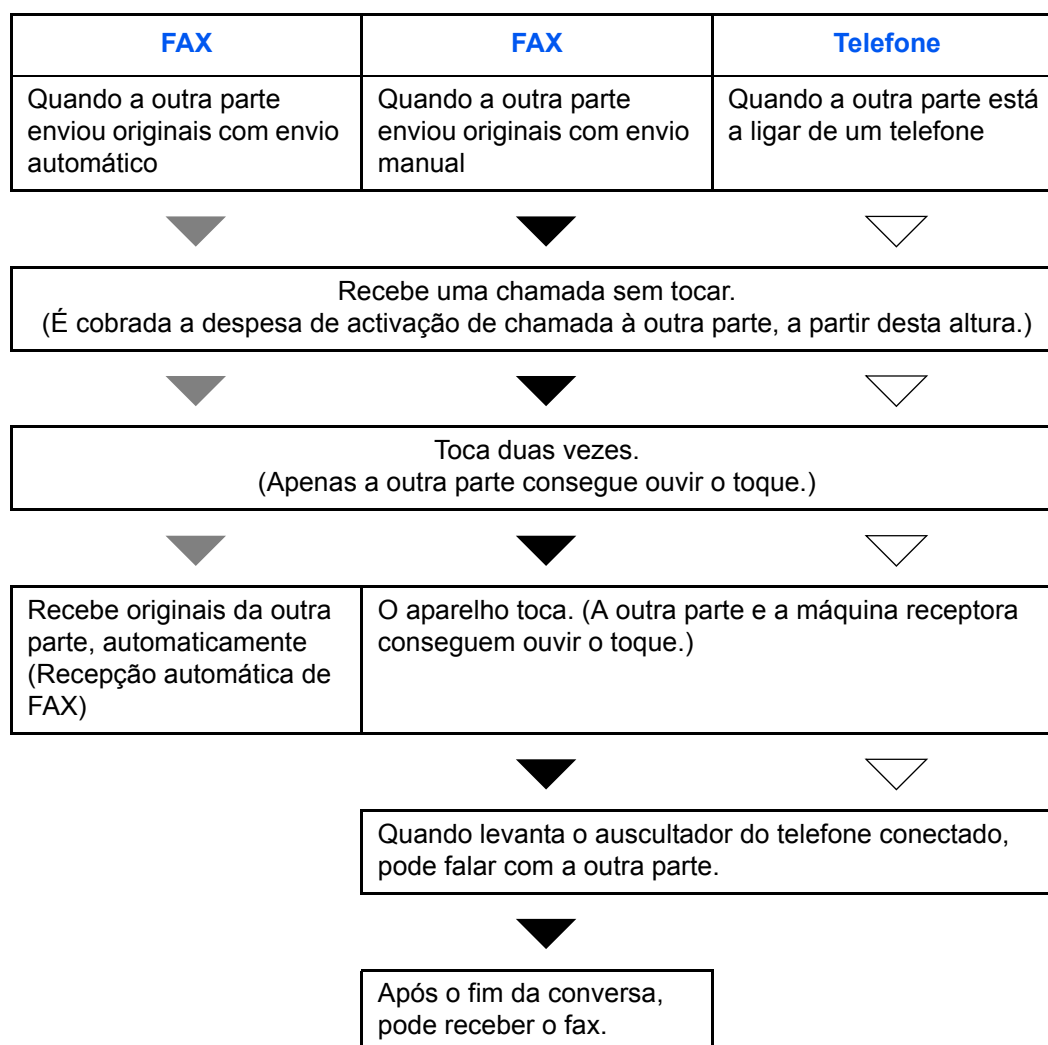 FAX
FAX
Telefone
Quando a outra parte
enviou originais com envio
automático
Quando a outra parte
enviou originais com envio
manual
Quando a outra parte está
a ligar de um telefone
Recebe uma chamada sem tocar.
(É cobrada a despesa de activação de chamada à outra parte, a partir desta altura.)
Toca duas vezes.
(Apenas a outra parte consegue ouvir o toque.)
Recebe originais da outra
parte, automaticamente
(Recepção automática de
FAX)
O aparelho toca. (A outra parte e a máquina receptora
conseguem ouvir o toque.)
Quando levanta o auscultador do telefone conectado,
pode falar com a outra parte.
Após o fim da conversa,
pode receber o fax.